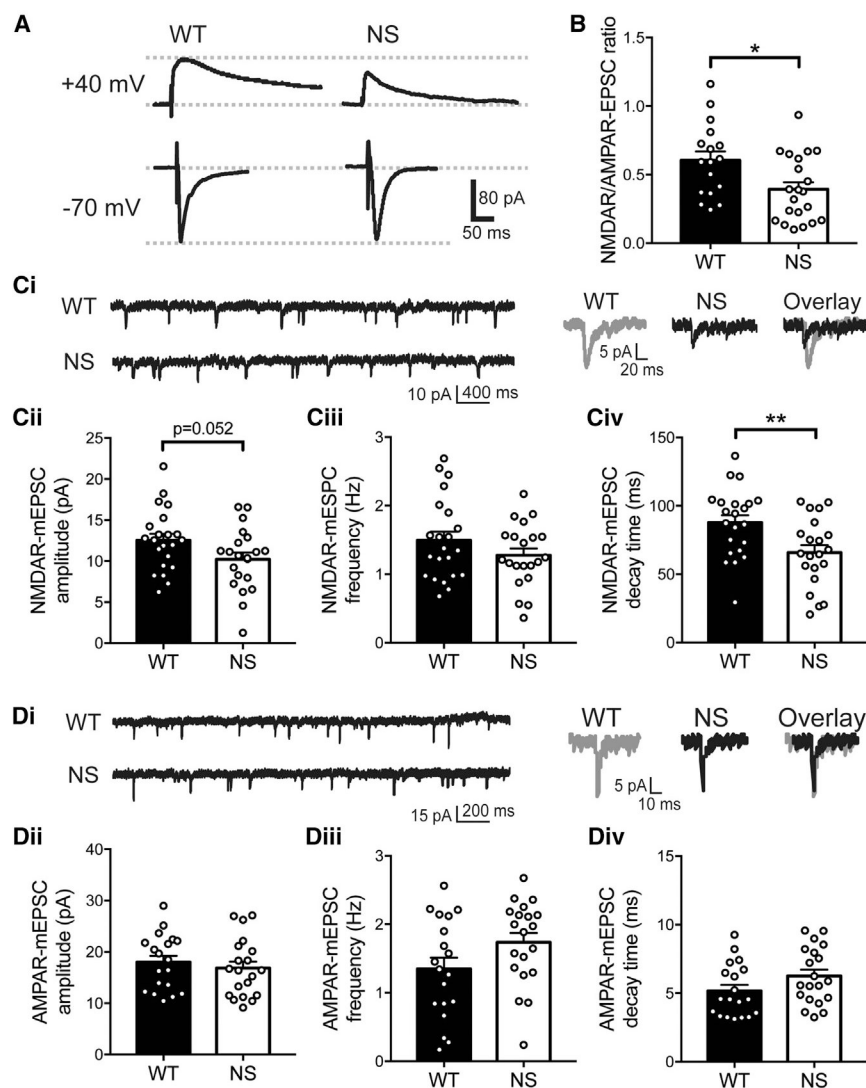 A
WT
NS
+40 mV
-70 mV
80 pA
50 ms
B
NMDAR/AMPAR-EPSC ratio
1.5
1.0
0.5
0.0
*
WT
NS
Ci
WT
NS
10 pA
400 ms
WT
NS
Overlay
5 pA
20 ms
Cii
NMDAR-mEPSC
amplitude (pA)
25
20
15
10
5
0
p=0.052
WT
NS
Ciii
NMDAR-mESPC
frequency (Hz)
3
2
1
0
WT
NS
Civ
NMDAR-mEPSC
decay time (ms)
150
100
50
0
**
WT
NS
Di
WT
NS
15 pA
200 ms
WT
NS
Overlay
5 pA
10 ms
Dii
AMPAR-mEPSC
amplitude (pA)
40
30
20
10
0
WT
NS
Diii
AMPAR-mEPSC
frequency (Hz)
3
2
1
0
WT
NS
Div
AMPAR-mEPSC
decay time (ms)
15
10
5
0
WT
NS